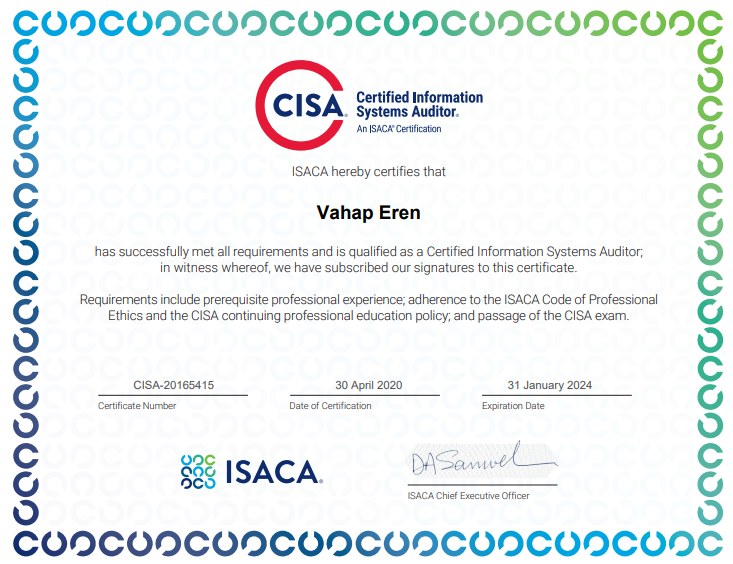 CISA®
Certified Information
Systems Auditor®
An ISACA® Certification
ISACA hereby certifies that
Vahap Eren
has successfully met all requirements and is qualified as a Certified Information Systems Auditor;
in witness whereof, we have subscribed our signatures to this certificate.
Requirements include prerequisite professional experience; adherence to the ISACA Code of Professional
Ethics and the CISA continuing professional education policy; and passage of the CISA exam.
CISA-20165415
30 April 2020
31 January 2024
Certificate Number
Date of Certification
Expiration Date
ISACA®
DASamuel
ISACA Chief Executive Officer